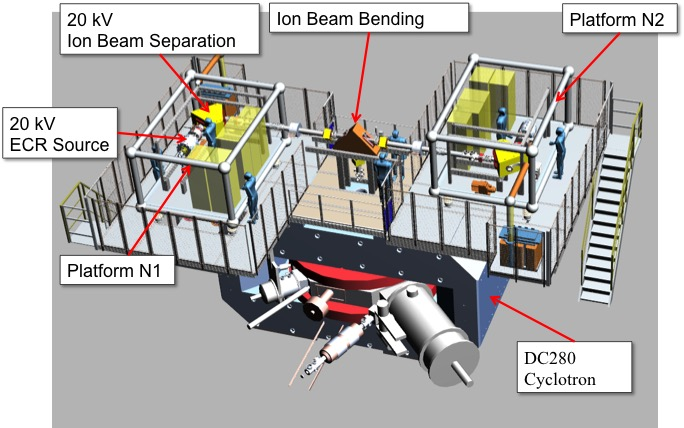 20 kV
Ion Beam Separation
Ion Beam Bending
Platform N2
20 kV
ECR Source
Platform N1
DC280
Cyclotron